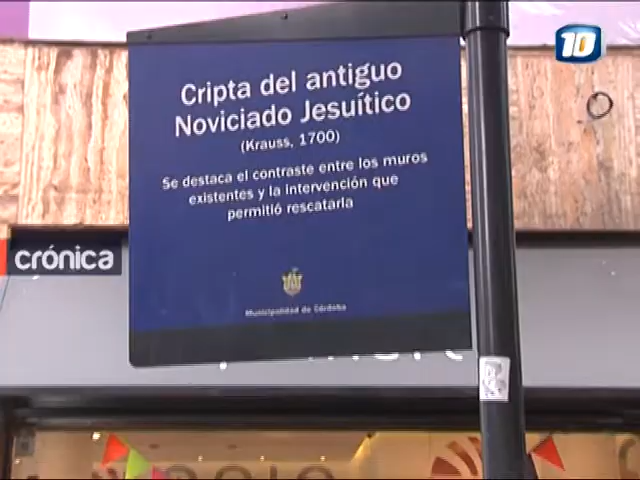 10
Cripta del antiguo
Noviciado Jesuítico
(Krauss, 1700)
Se destaca el contraste entre los muros
existentes y la intervención que
permitió rescatarla
crónica
Municipalidad de Córdoba